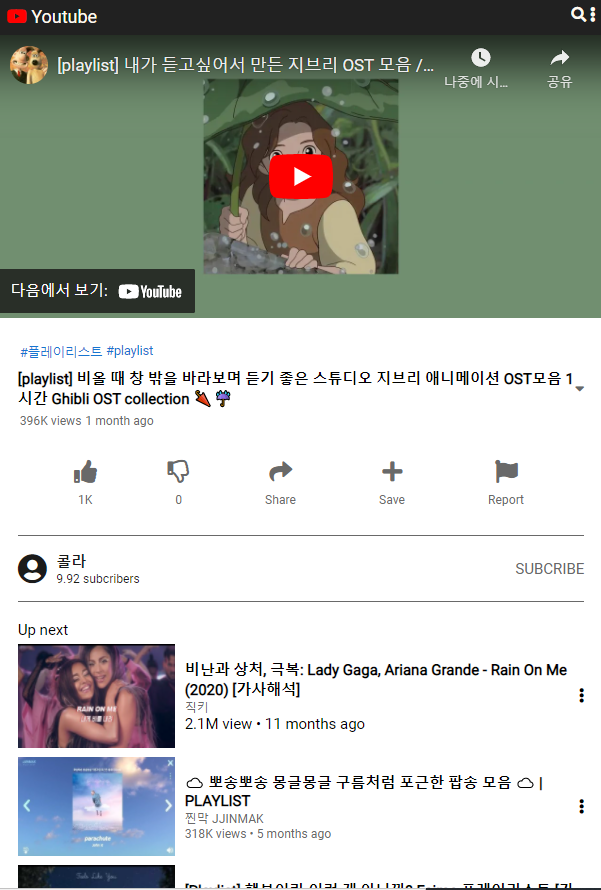 Youtube
[playlist] 내가 듣고싶어서 만든 지브리 OST 모음 /...
나중에 시...
공유
다음에서 보기: YouTube
#플레이리스트 #playlist
[playlist] 비올 때 창 밖을 바라보며 듣기 좋은 스튜디오 지브리 애니메이션 OST모음 1
시간 Ghibli OST collection 🌂☔
396K views 1 month ago
1K
0
Share
Save
Report
콜라
9.92 subcribers
SUBCRIBE
Up next
RAIN ON ME
비난과 상처, 극복: Lady Gaga, Ariana Grande - Rain On Me
(2020) [가사해석]
직키
2.1M view • 11 months ago
parachute
☁ 뽀송뽀송 몽글몽글 구름처럼 포근한 팝송 모음 ☁ |
PLAYLIST
찐막 JJINMAK
318K views • 5 months ago